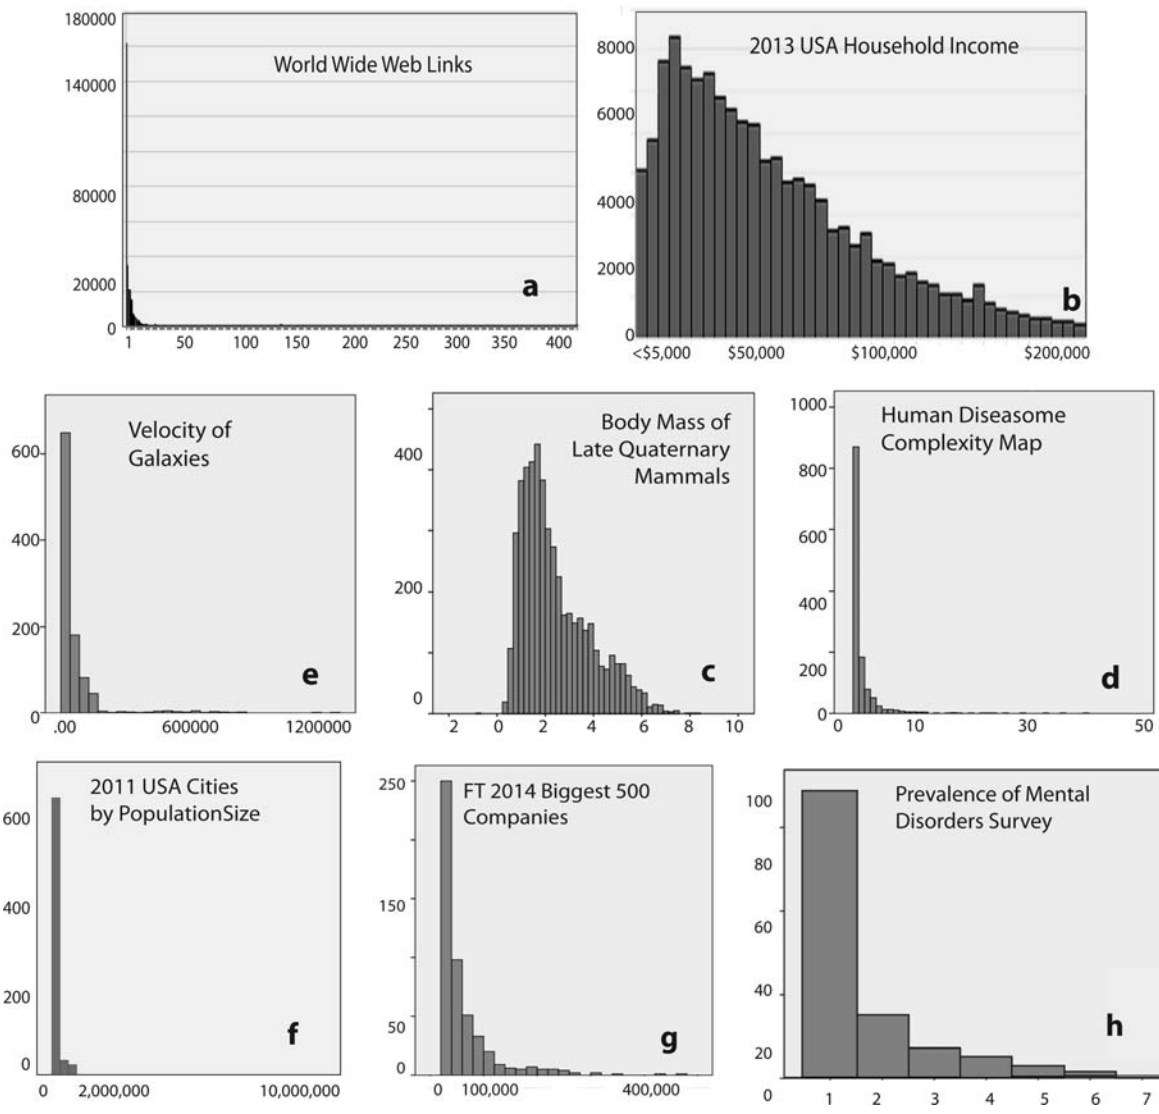 180000
140000
80000
20000
0
World Wide Web Links
a
1 50 100 150 200 250 300 350 400
8000
6000
4000
2000
0
2013 USA Household Income
b
<$5,000 $50,000 $100,000 $200,000
600
400
200
0
Velocity of
Galaxies
e
.00 600000 1200000
400
200
0
Body Mass of
Late Quaternary
Mammals
c
2 0 2 4 6 8 10
1000
800
600
400
200
0
Human Diseasome
Complexity Map
d
0 10 30 50
600
400
200
0
2011 USA Cities
by PopulationSize
f
0 2,0000,000 10,0000,000
250
150
50
0
FT 2014 Biggest 500
Companies
g
0 100,000 400,000
100
80
60
40
20
0
Prevalence of Mental
Disorders Survey
h
1 2 3 4 5 6 7